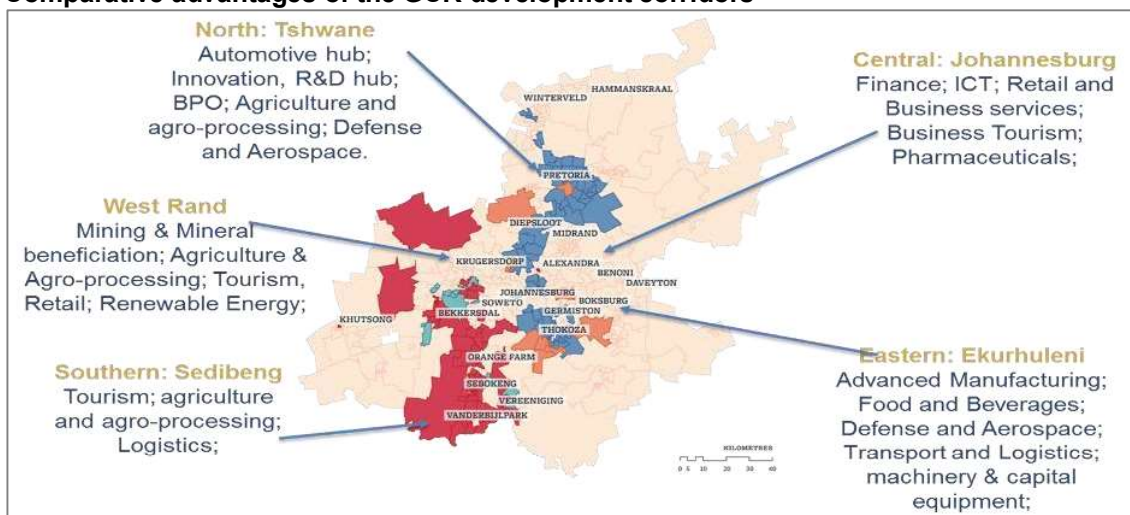 Comparative advantages of the GCR development corridors
North: Tshwane
Automotive hub;
Innovation, R&D hub;
BPO; Agriculture and
agro-processing; Defense
and Aerospace.
Central: Johannesburg
Finance; ICT; Retail and
Business services;
Business Tourism;
Pharmaceuticals;
West Rand
Mining & Mineral
beneficiation; Agriculture &
Agro-processing; Tourism,
Retail; Renewable Energy;
Southern: Sedibeng
Tourism; agriculture
and agro-processing;
Logistics;
Eastern: Ekurhuleni
Advanced Manufacturing;
Food and Beverages;
Defense and Aerospace;
Transport and Logistics;
machinery & capital
equipment;
HAMMANSKRAAL
WINTERVELD
PRETORIA
DIEPSLOOT
MIDRAND
KRUGERSDORP
ALEXANDRA
BENONI
DAVEYTON
JOHANNESBURG
SOWETO
BOKSBURG
BEKKERSDAL
GERMISTON
KHUTSONG
THOKOZA
ORANGE FARM
SEBOKENG
VEREENIGING
VANDERBIJLPARK
KILOMETRES
0 5 10 20 30 40